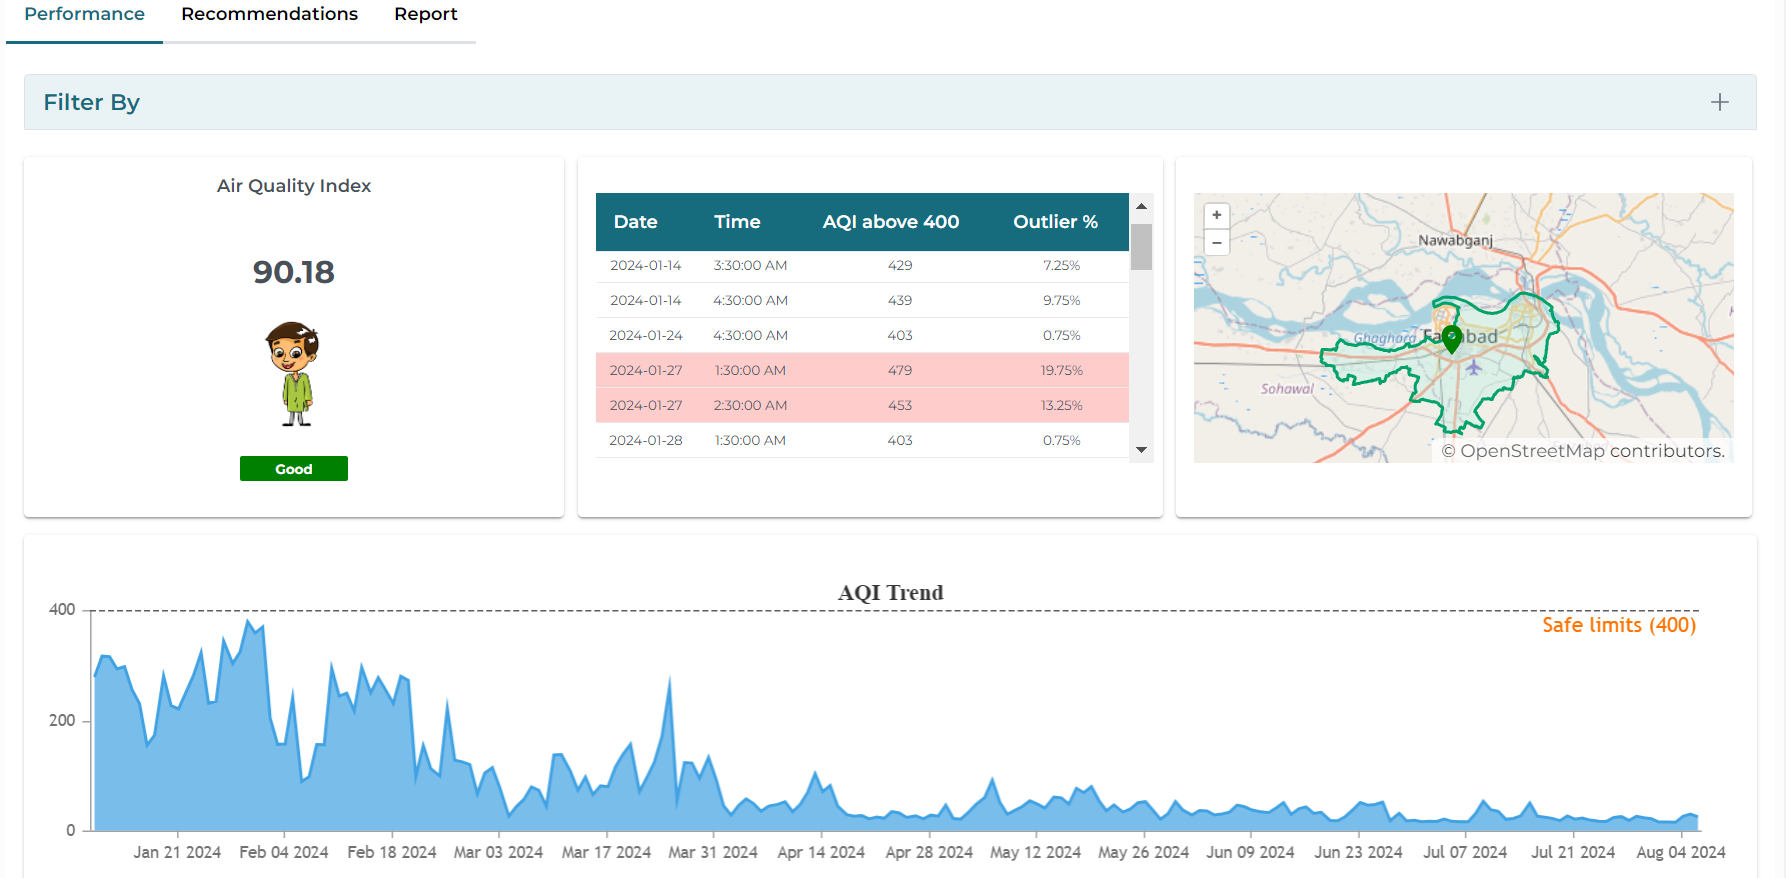 Performance Recommendations Report
Filter By
Air Quality Index
90.18
Good
Date Time AQI above 400 Outlier %
2024-01-14 3:30:00 AM 429 7.25%
2024-01-14 4:30:00 AM 439 9.75%
2024-01-24 4:30:00 AM 403 0.75%
2024-01-27 1:30:00 AM 479 19.75%
2024-01-27 2:30:00 AM 453 13.25%
2024-01-28 1:30:00 AM 403 0.75%
+
−
Nawabganj
Ghaghara
Sohawal
© OpenStreetMap contributors.
AQI Trend
Safe limits (400)
400
200
0
Jan 21 2024 Feb 04 2024 Feb 18 2024 Mar 03 2024 Mar 17 2024 Mar 31 2024 Apr 14 2024 Apr 28 2024 May 12 2024 May 26 2024 Jun 09 2024 Jun 23 2024 Jul 07 2024 Jul 21 2024 Aug 04 2024